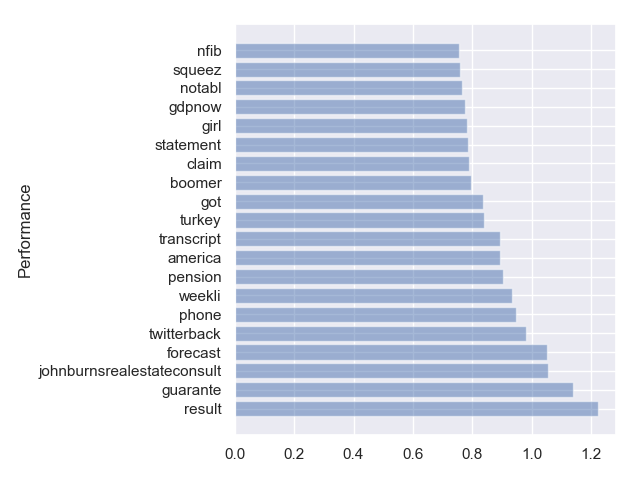 nfib
squeez
notabl
gdpnow
girl
statement
claim
boomer
got
turkey
transcript
america
pension
weekli
phone
twitterback
forecast
johnburnsrealestateconsult
guarante
result
Performance
0.0 0.2 0.4 0.6 0.8 1.0 1.2